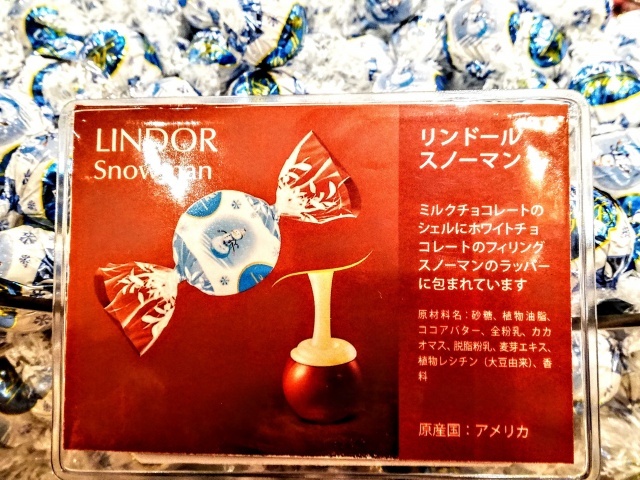 LINDOR
Snowman
リンドール
スノーマン
ミルクチョコレートの
シェルにホワイトチョ
コレートのフィリング
スノーマンのラッパー
に包まれています
原材料名：砂糖、植物油脂、
ココアバター、全粉乳、カカ
オマス、脱脂粉乳、麦芽エキス、
植物レシチン（大豆由来）、香
料
原産国：アメリカ